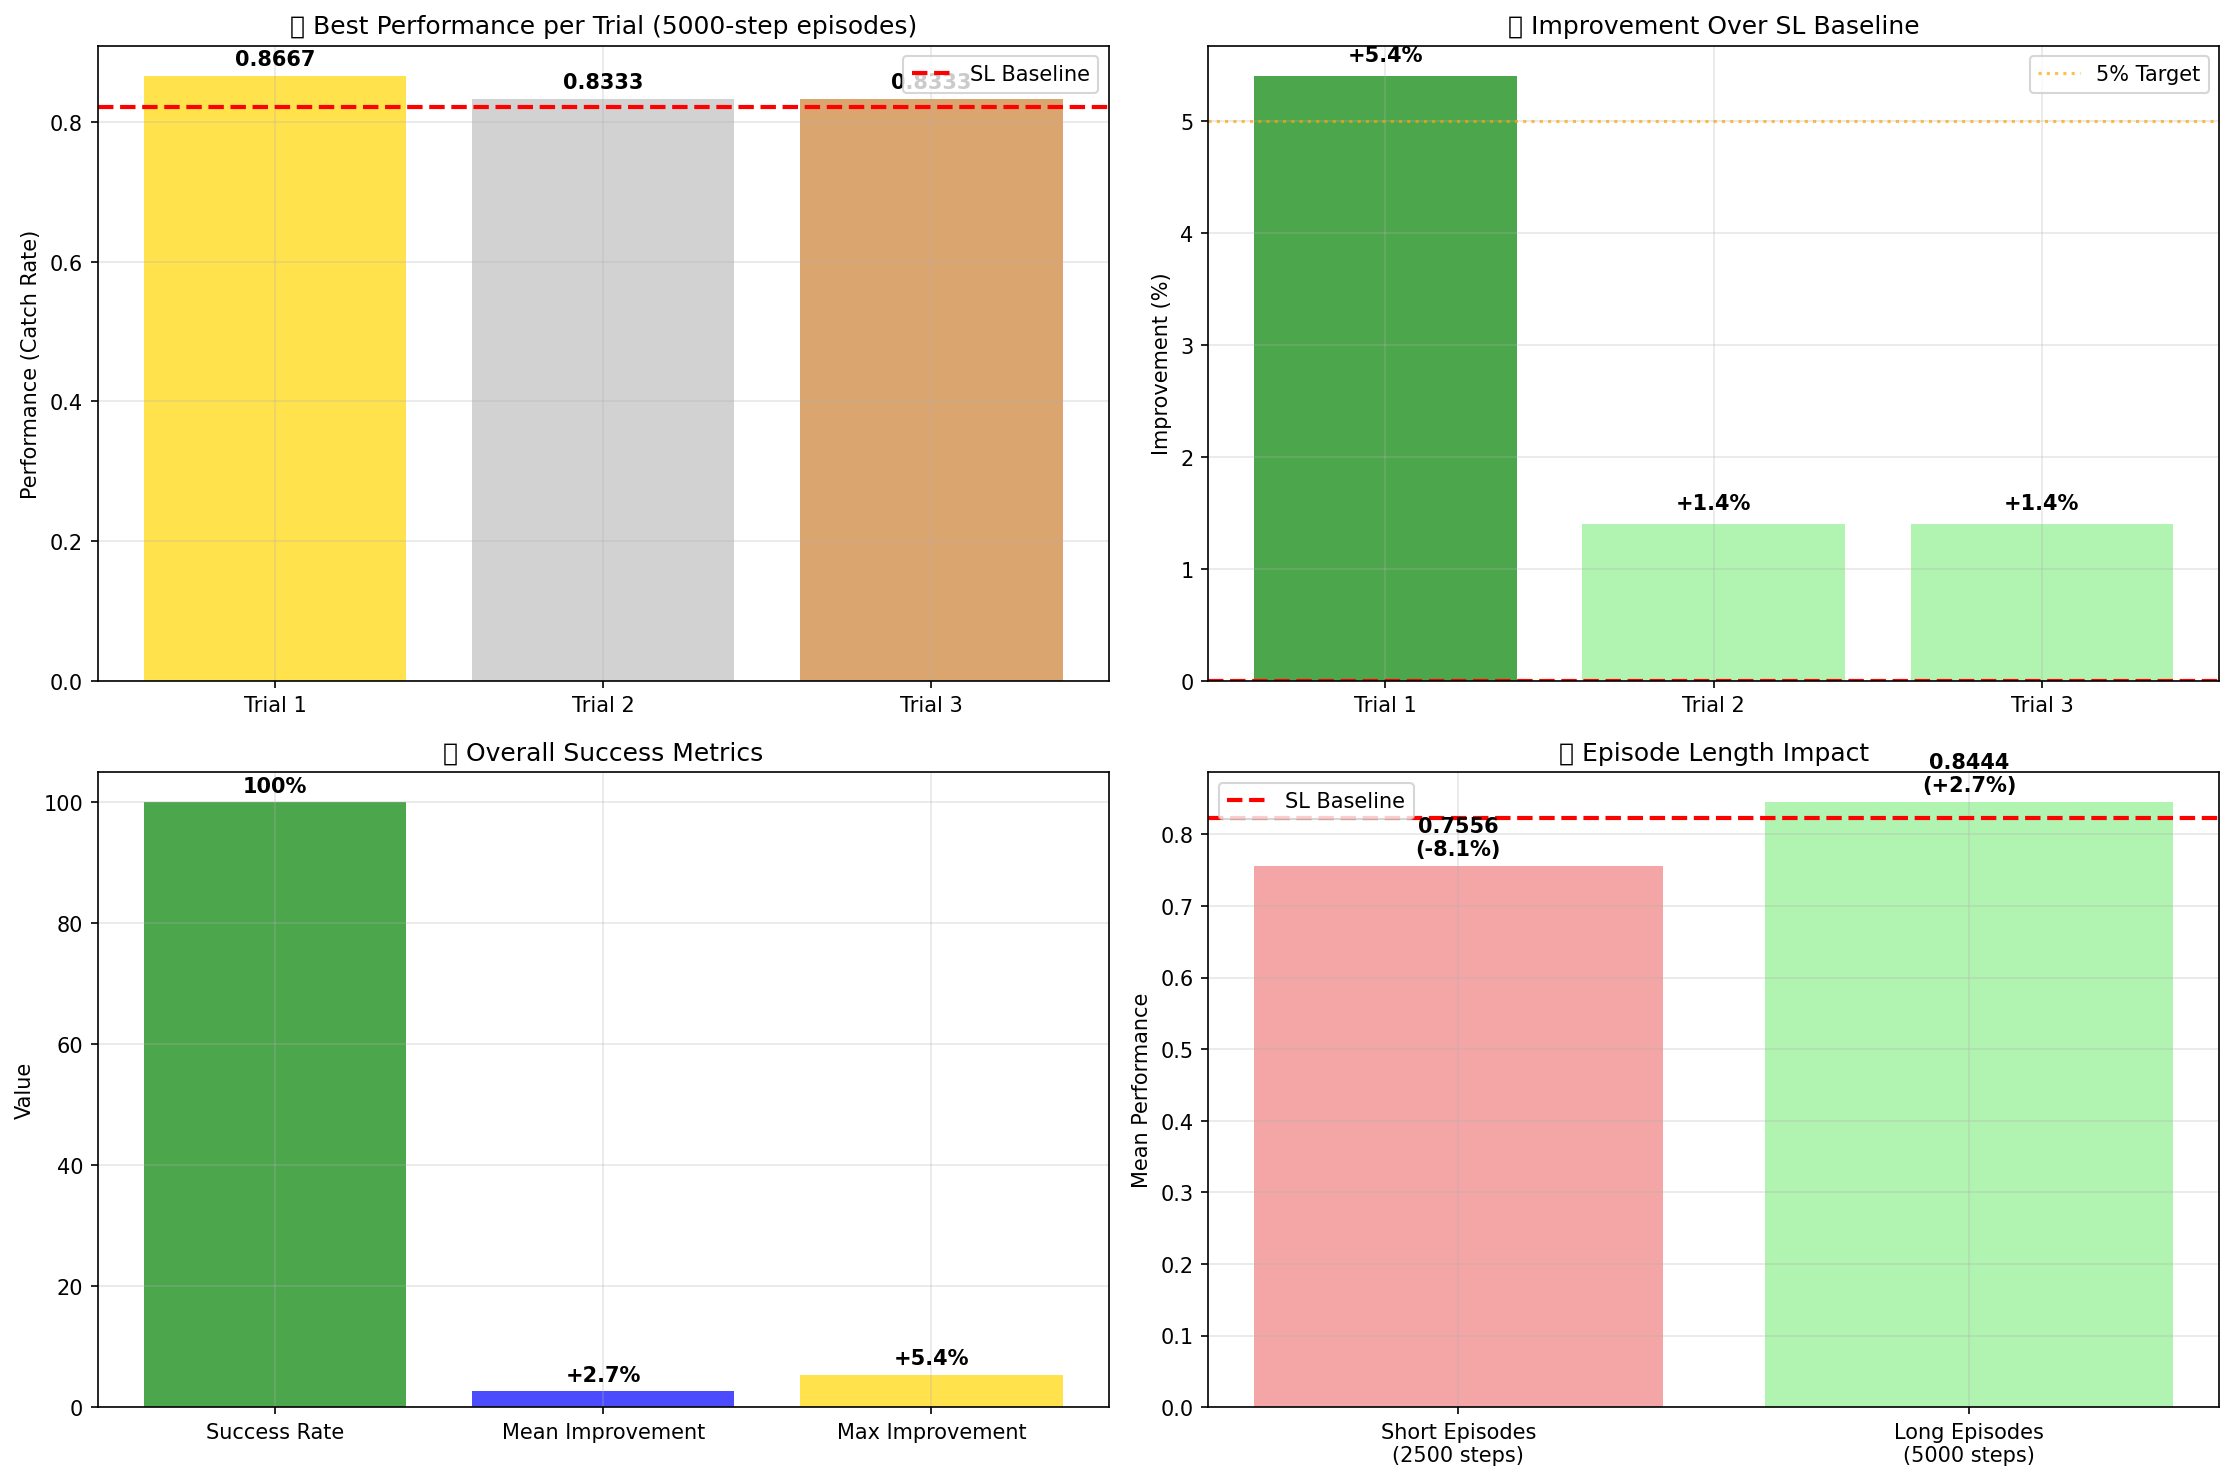 ▯ Best Performance per Trial (5000-step episodes)
0.8667
0.8333
0.8333
SL Baseline
Performance (Catch Rate)
0.8
0.6
0.4
0.2
0.0
Trial 1
Trial 2
Trial 3
▯ Improvement Over SL Baseline
+5.4%
+1.4%
+1.4%
5% Target
Improvement (%)
5
4
3
2
1
0
Trial 1
Trial 2
Trial 3
▯ Overall Success Metrics
100%
+2.7%
+5.4%
Value
100
80
60
40
20
0
Success Rate
Mean Improvement
Max Improvement
▯ Episode Length Impact
SL Baseline
0.7556
(-8.1%)
0.8444
(+2.7%)
Mean Performance
0.8
0.7
0.6
0.5
0.4
0.3
0.2
0.1
0.0
Short Episodes
(2500 steps)
Long Episodes
(5000 steps)